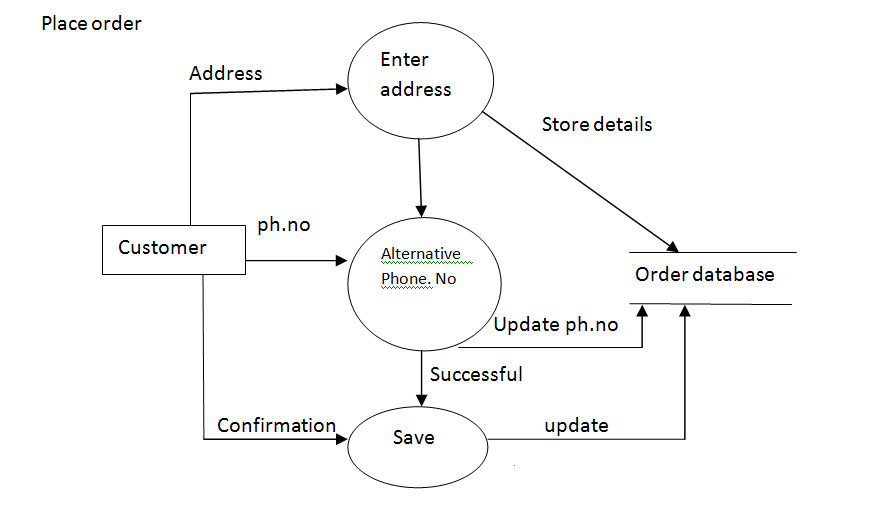 Place order
Enter
address
Address
Store details
ph.no
Customer
Alternative
Phone. No
Order database
Update ph.no
Successful
Confirmation
Save
update